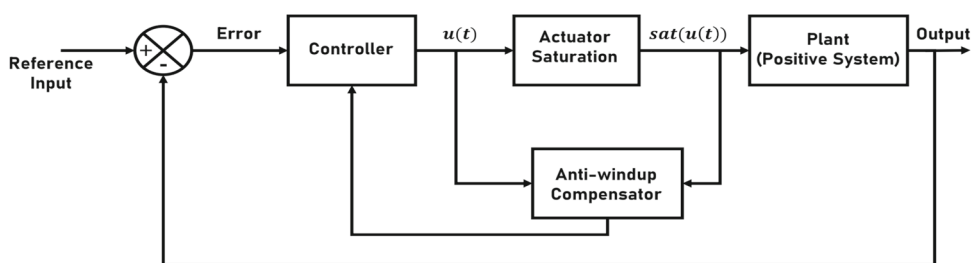 Reference
Input
+
-
Error
Controller
u(t)
Actuator
Saturation
sat(u(t))
Plant
(Positive System)
Output
Anti-windup
Compensator